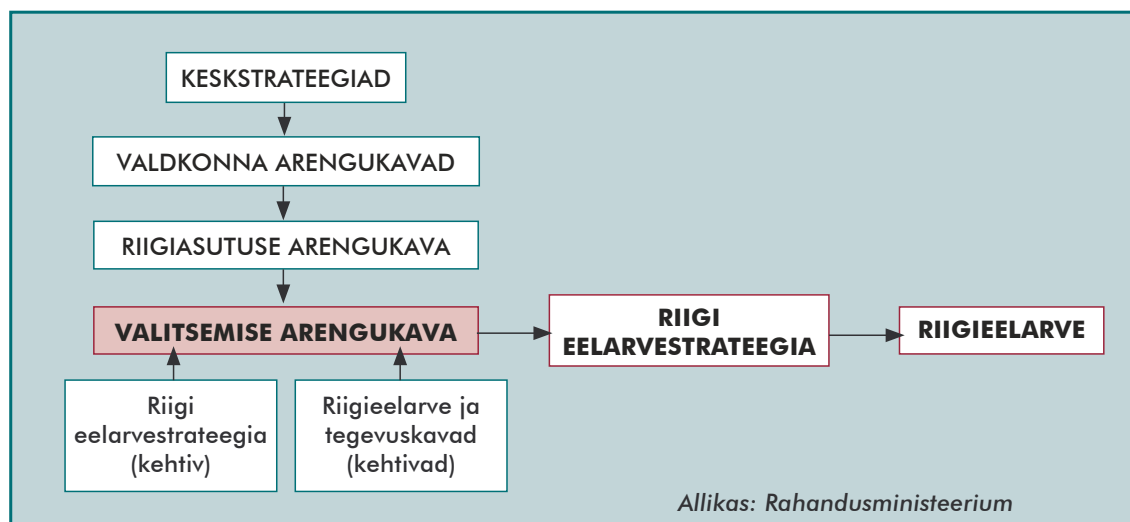 KESKSTRATEEGIAD
VALDKONNA ARENGUKAVAD
RIIGIASUTUSE ARENGUKAVA
VALITSEMISE ARENGUKAVA
RIIGI
EELARVESTRATEEGIA
RIIGIEELARVE
Riigi
eelarvestrateegia
(kehtiv)
Riigieelarve ja
tegevuskavad
(kehtivad)
Allikas: Rahandusministeerium